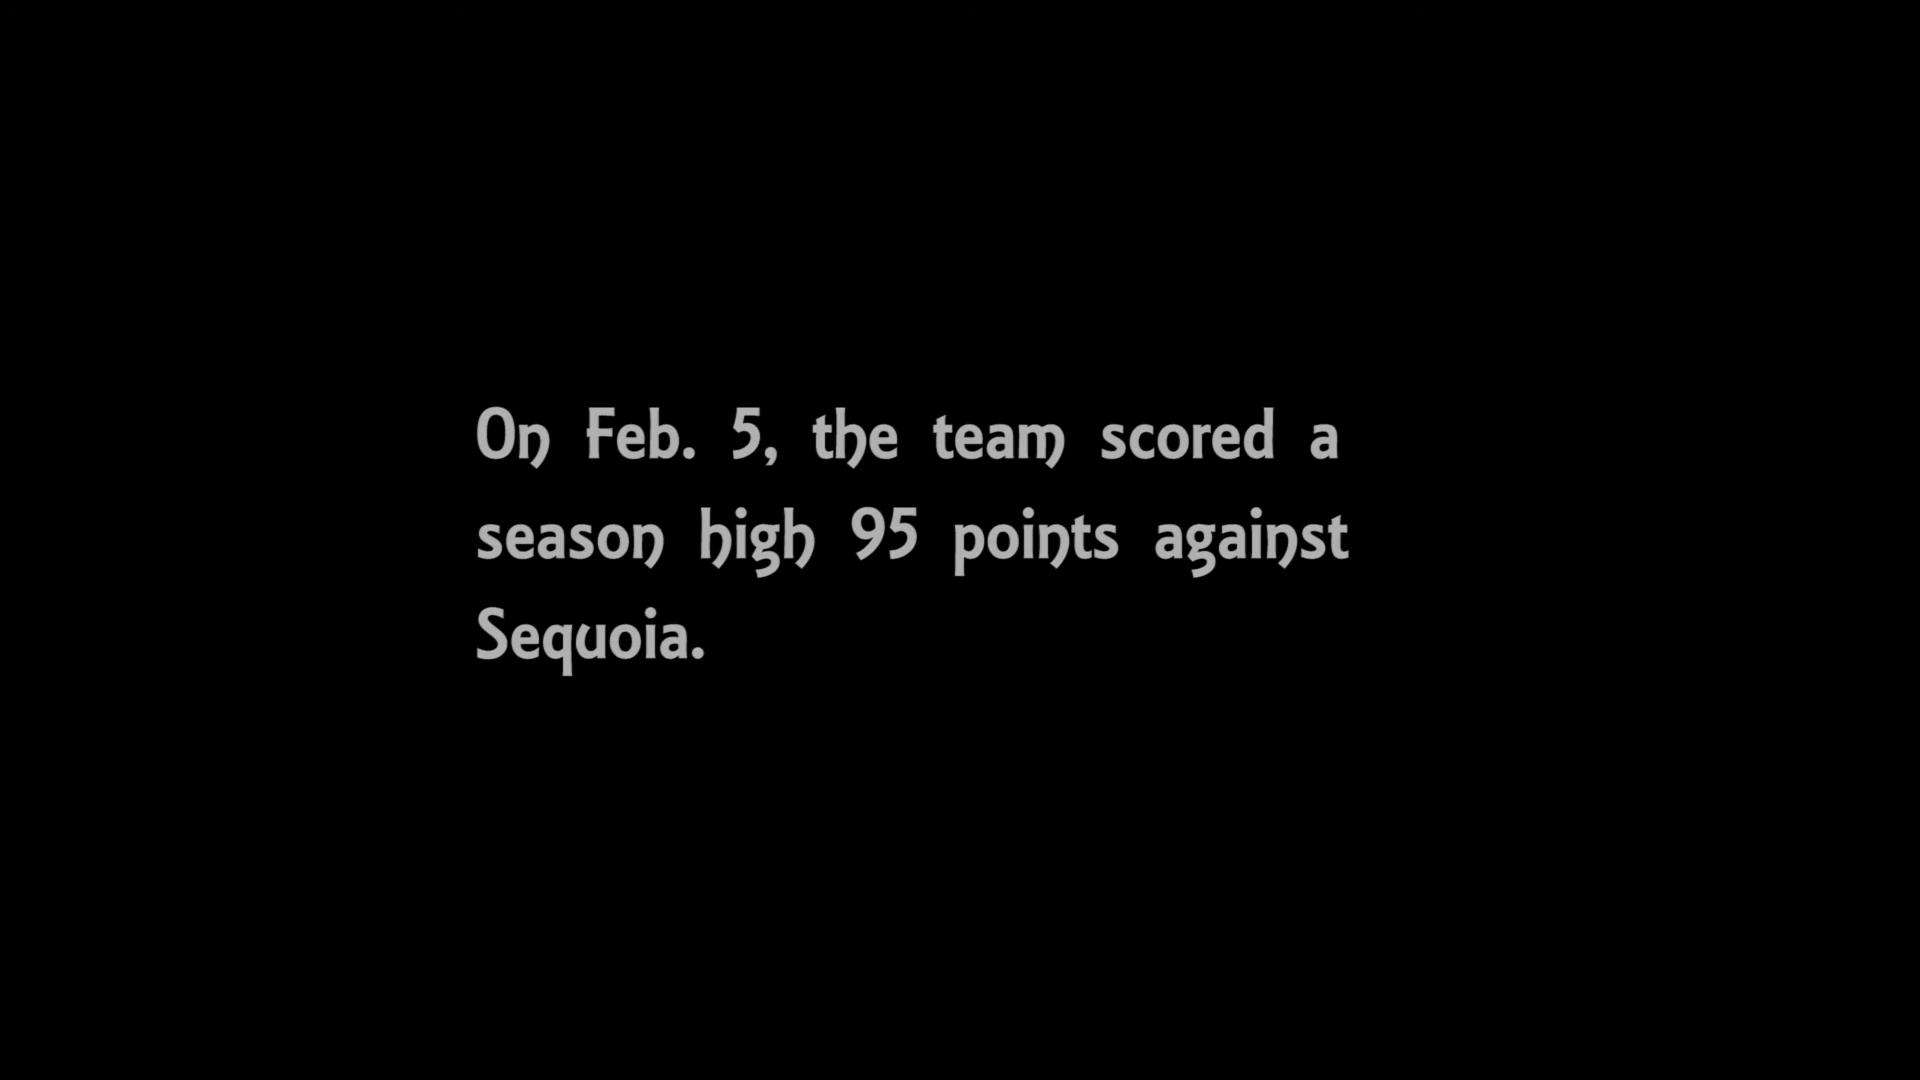 On Feb. 5, the team scored a
season high 95 points against
Sequoia.